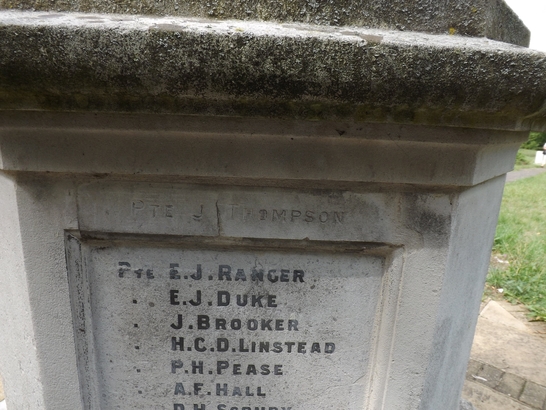 PTE J. THOMPSON
PTE E.J. RANGER
.. E.J. DUKE
. J. BROOKER
. H.C.D. LINSTEAD
. P.H. PEASE
.. A.F. HALL